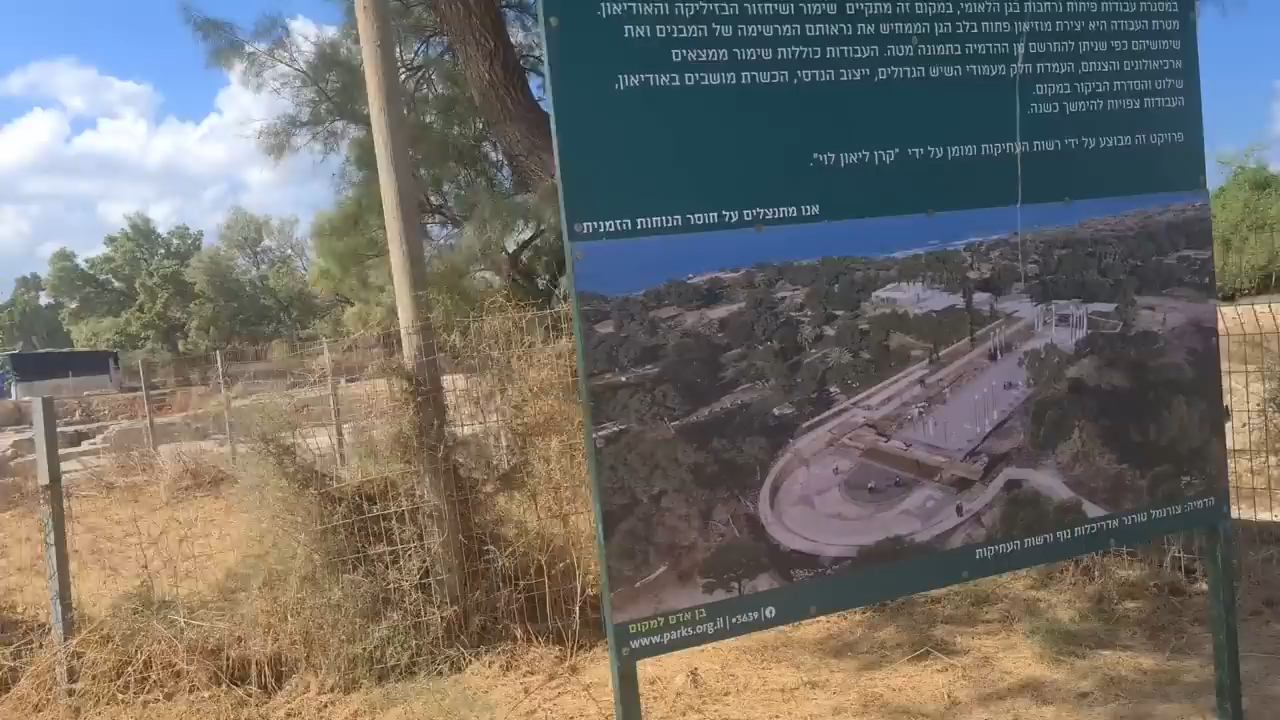 במסגרת עבודות פיתוח נרחבות בגן הלאומי, במקום זה מתקיים שימור ושיחזור הבזיליקה והאודיאון.
מטרת העבודה היא יצירת מוזיאון פתוח בלב הגן הממחיש את נראותם המרשימה של המבנים ואת
שימושיהם כפי שניתן להתרשם מן ההדמיה בתמונה מטה. העבודות כוללות שימור ממצאים
ארכיאולוגים והצגתם, העמדת חלק מעמודי השיש הגדולים, ייצוב הנדסי, הכשרת מושבים באודיאון,
שילוט והסדרת הביקור במקום.
העבודות צפויות להימשך כשנה.
פרויקט זה מבוצע על ידי רשות העתיקות וממומן על ידי "קרן ליאון לוי".
אנו מתנצלים על חוסר הנוחות הזמנית
הדמיה: צורנמל טורנר אדריכלות נוף ורשות העתיקות
בן אדם למקום
www.parks.org.il | *3639 |